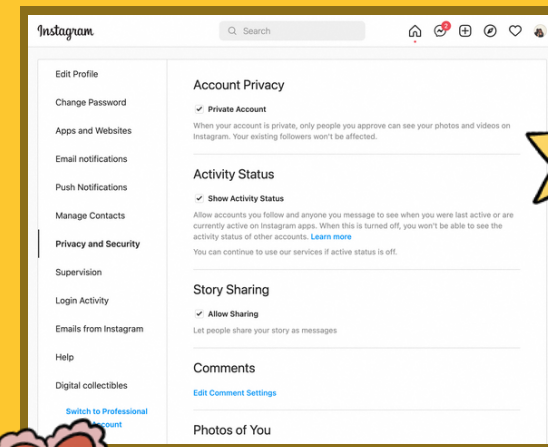 Instagram
Search
2
Edit Profile
Change Password
Apps and Websites
Email notifications
Push Notifications
Manage Contacts
Privacy and Security
Supervision
Login Activity
Emails from Instagram
Help
Digital collectibles
Switch to Professional
Account Privacy
Private Account
When your account is private, only people you approve can see your photos and videos on
Instagram. Your existing followers won't be affected.
Activity Status
Show Activity Status
Allow accounts you follow and anyone you message to see when you were last active or are
currently active on Instagram apps. When this is turned off, you won't be able to see the
activity status of other accounts. Learn more
You can continue to use our services if active status is off.
Story Sharing
Allow Sharing
Let people share your story as messages
Comments
Edit Comment Settings
Photos of You